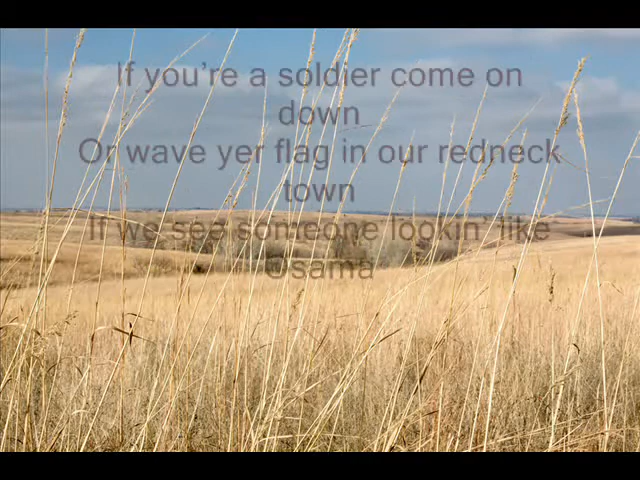 If you're a soldier come on
down
Or wave yer flag in our redneck
town
If we see someone lookin' like
Osama